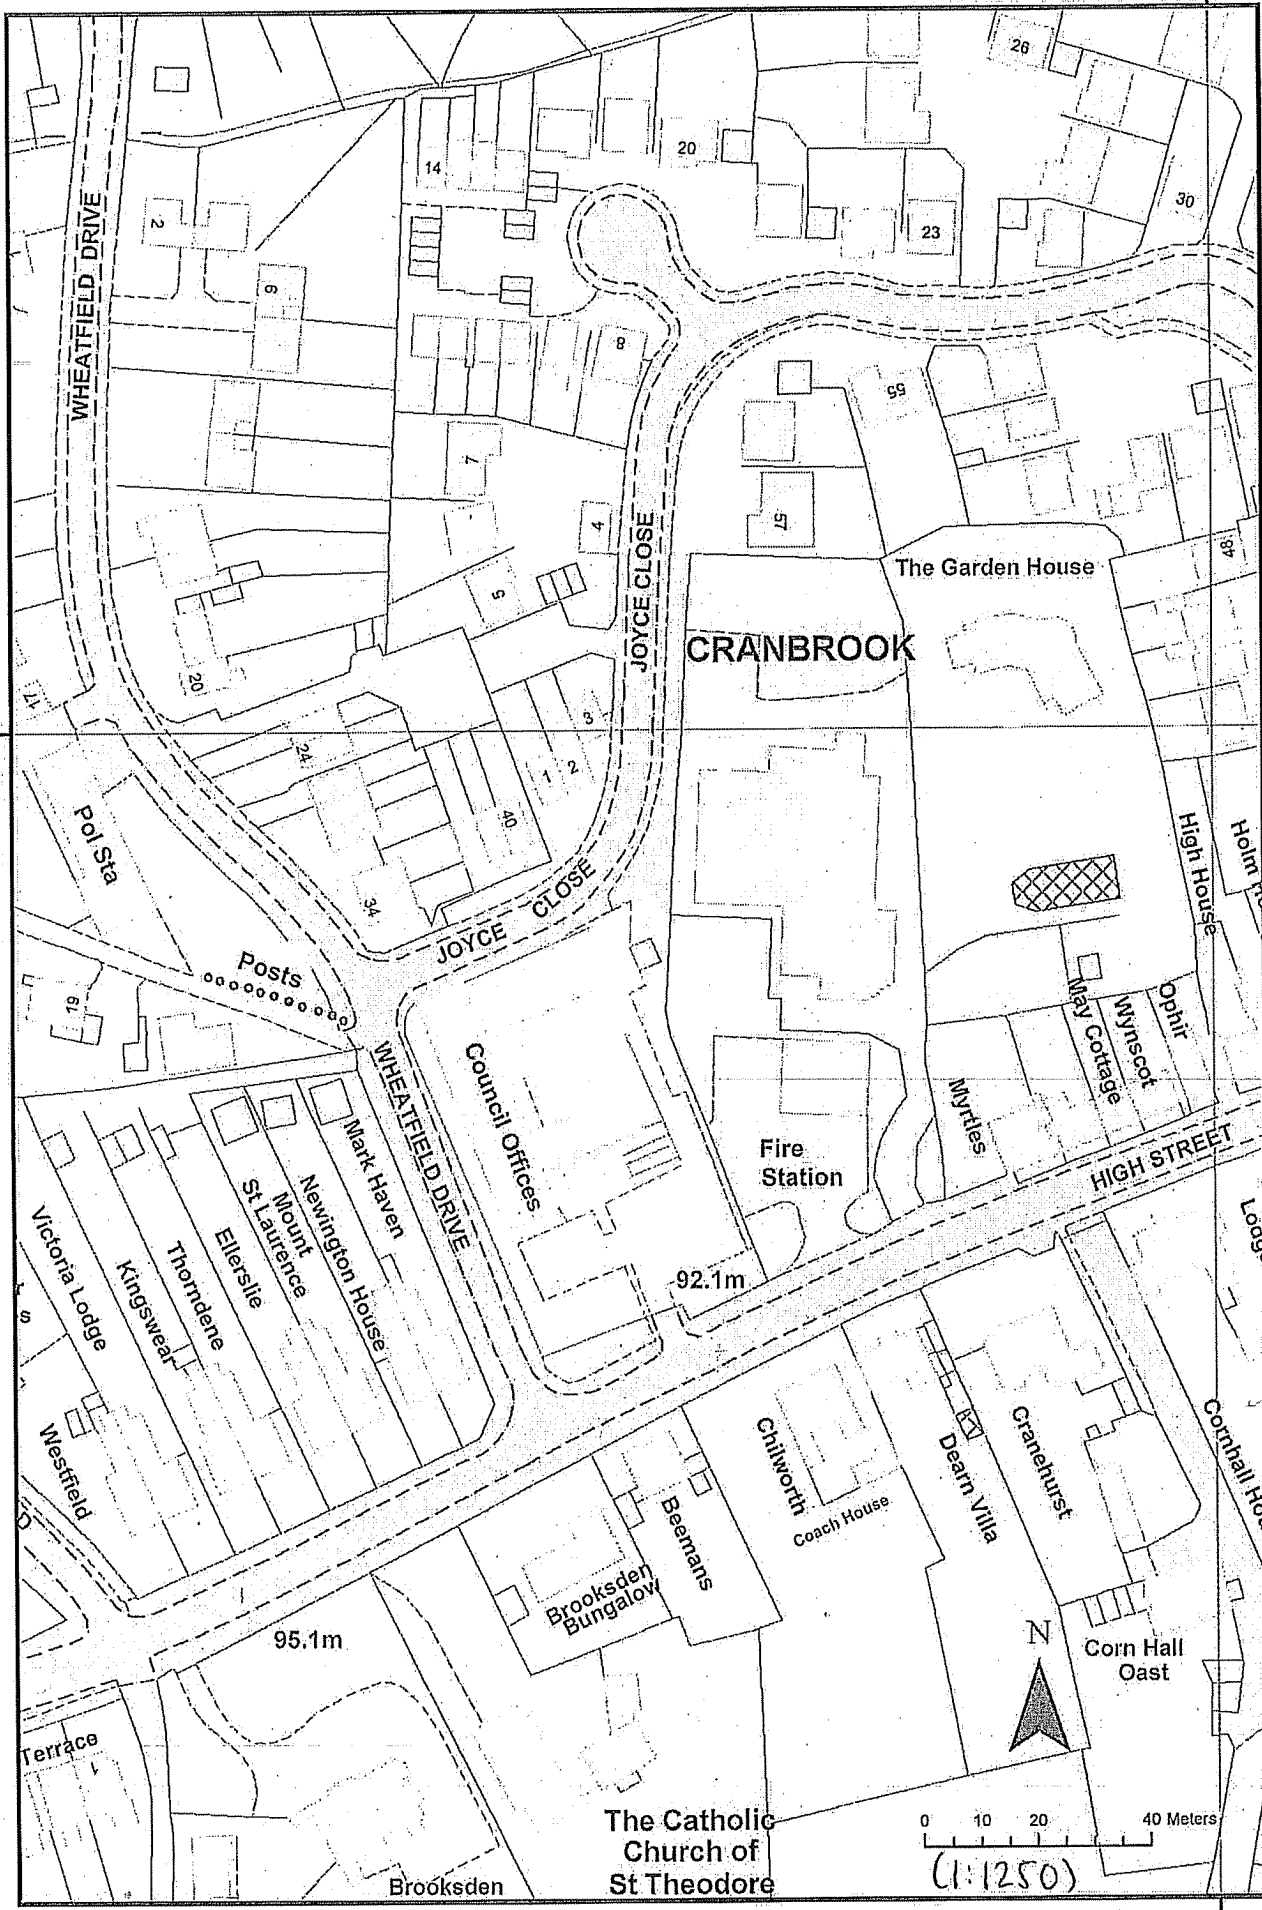 26
14
20
30
2
23
WHEATFIELD DRIVE
6
8
55
7
4
57
JOYCE CLOSE
48
The Garden House
5
CRANBROOK
20
17
3
24
1
2
40
Pol Sta
High House
34
CLOSE
JOYCE
Posts
19
May Cottage
Wynscot
Ophir
WHEATFIELD DRIVE
Council Offices
Myrtles
Fire
Station
HIGH STREET
Mark Haven
Newington House
Mount
St Laurence
Ellerslie
Thorndene
Kingswear
Victoria Lodge
92.1m
Westfield
Chilworth
Coach House
Dearn Villa
Cranehurst
Beemans
Brooksden
Bungalow
95.1m
N
Corn Hall
Oast
Terrace
1
The Catholic
Church of
St Theodore
0 10 20 40 Meters
(1:1250)
Brooksden